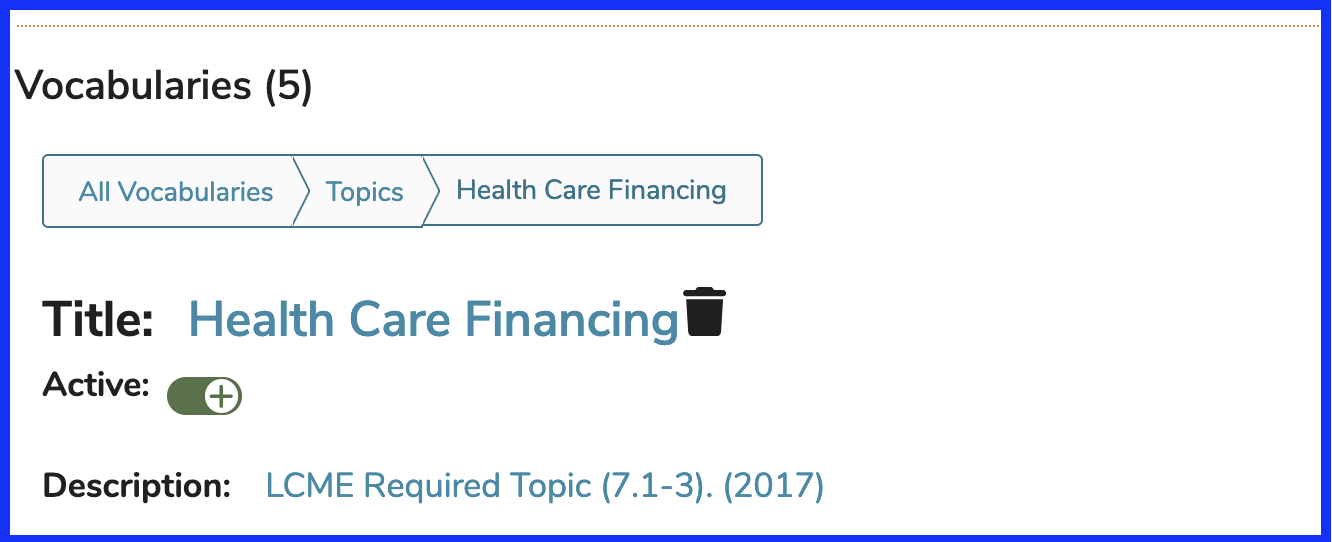 Vocabularies (5)
All Vocabularies Topics Health Care Financing
Title: Health Care Financing
Active:
Description: LCME Required Topic (7.1-3). (2017)